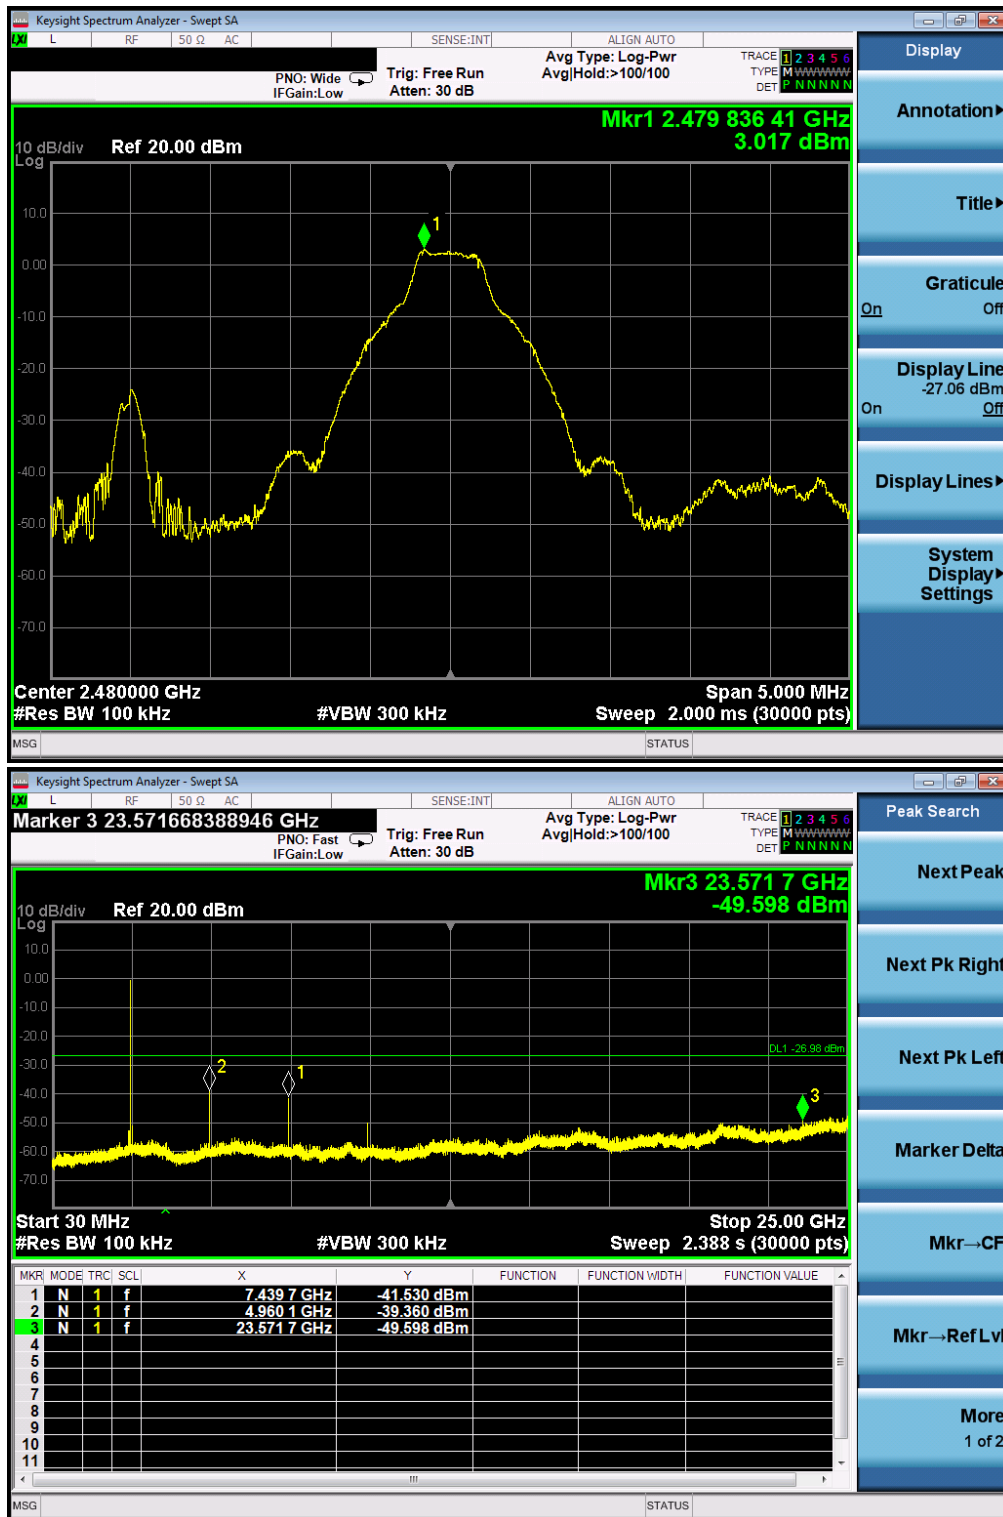 Keysight Spectrum Analyzer - Swept SA
LXI L RF 50 Ω AC SENSE:INT ALIGN AUTO
PNO: Wide
IFGain:Low
Trig: Free Run
Atten: 30 dB
Avg Type: Log-Pwr
Avg|Hold:>100/100
TRACE 1 2 3 4 5 6
TYPE M WWWWW
DET P N N N N N
Mkr1 2.479 836 41 GHz
3.017 dBm
10 dB/div Ref 20.00 dBm
Log
1
10.0
0.00
-10.0
-20.0
-30.0
-40.0
-50.0
-60.0
-70.0
Center 2.480000 GHz Span 5.000 MHz
#Res BW 100 kHz #VBW 300 kHz Sweep 2.000 ms (30000 pts)
MSG STATUS
Display
Annotation
Title
Graticule
On Off
Display Line
-27.06 dBm
On Off
Display Lines
System
Display
Settings
Keysight Spectrum Analyzer - Swept SA
LXI L RF 50 Ω AC SENSE:INT ALIGN AUTO
Marker 3 23.571668388946 GHz
PNO: Fast
IFGain:Low
Trig: Free Run
Atten: 30 dB
Avg Type: Log-Pwr
Avg|Hold:>100/100
TRACE 1 2 3 4 5 6
TYPE M WWWWW
DET P N N N N N
Mkr3 23.571 7 GHz
-49.598 dBm
10 dB/div Ref 20.00 dBm
Log
10.0
0.00
-10.0
-20.0
-30.0
-40.0
-50.0
-60.0
-70.0
DL1 -26.98 dBm
2
1
3
Start 30 MHz Stop 25.00 GHz
#Res BW 100 kHz #VBW 300 kHz Sweep 2.388 s (30000 pts)
MKR MODE TRC SCL X Y FUNCTION FUNCTION WIDTH FUNCTION VALUE
1 N 1 f 7.439 7 GHz -41.530 dBm
2 N 1 f 4.960 1 GHz -39.360 dBm
3 N 1 f 23.571 7 GHz -49.598 dBm
4
5
6
7
8
9
10
11
MSG STATUS
Peak Search
Next Peak
Next Pk Right
Next Pk Left
Marker Delta
Mkr→CF
Mkr→Ref Lvl
More
1 of 2